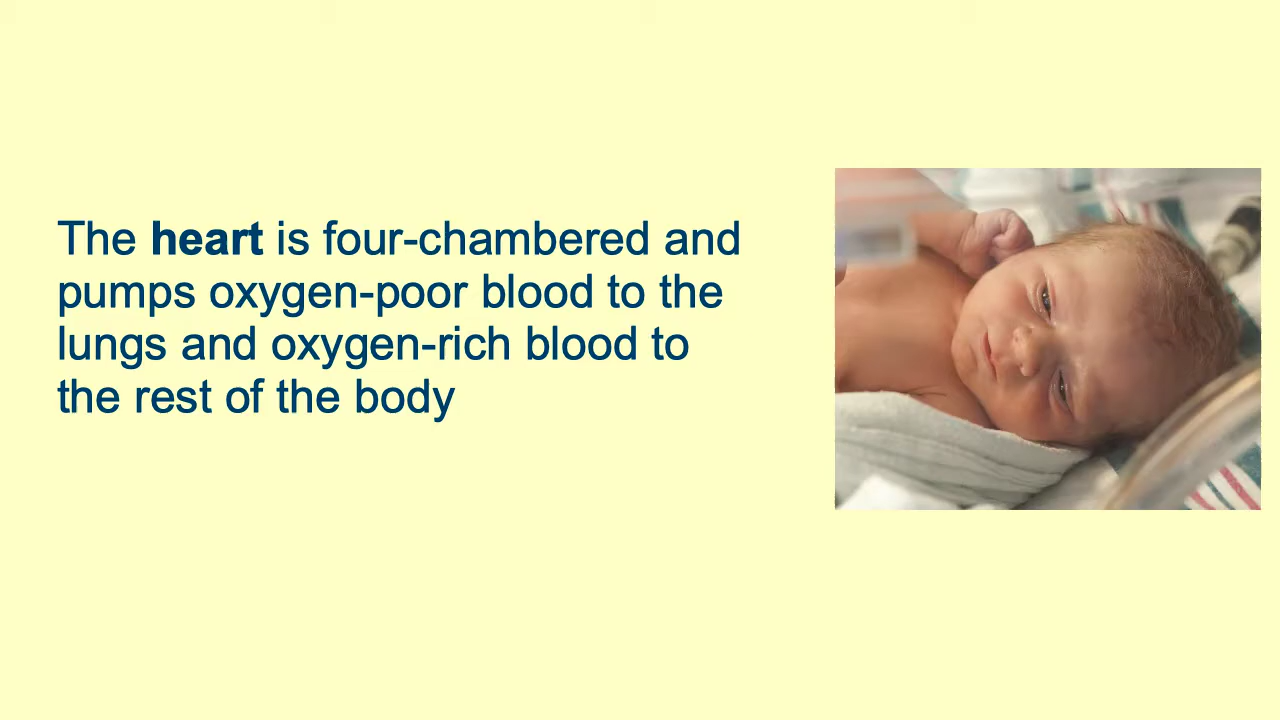 The heart is four-chambered and
pumps oxygen-poor blood to the
lungs and oxygen-rich blood to
the rest of the body